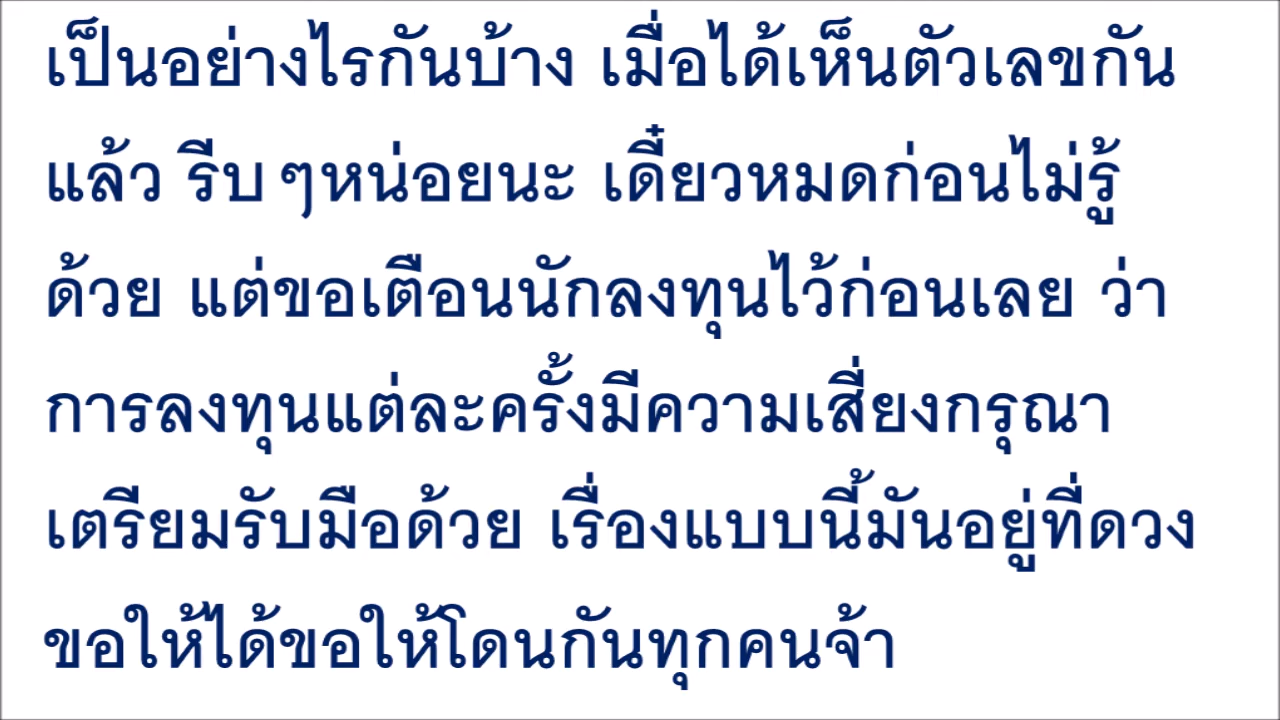 เป็นอย่างไรกันบ้าง เมื่อได้เห็นตัวเลขกัน
แล้ว รีบ ๆหน่อยนะ เดี๋ยวหมดก่อนไม่รู้
ด้วย แต่ขอเตือนนักลงทุนไว้ก่อนเลย ว่า
การลงทุนแต่ละครั้งมีความเสี่ยงกรุณา
เตรียมรับมือด้วย เรื่องแบบนี้มันอยู่ที่ดวง
ขอให้ได้ขอให้โดนกันทุกคนจ้า